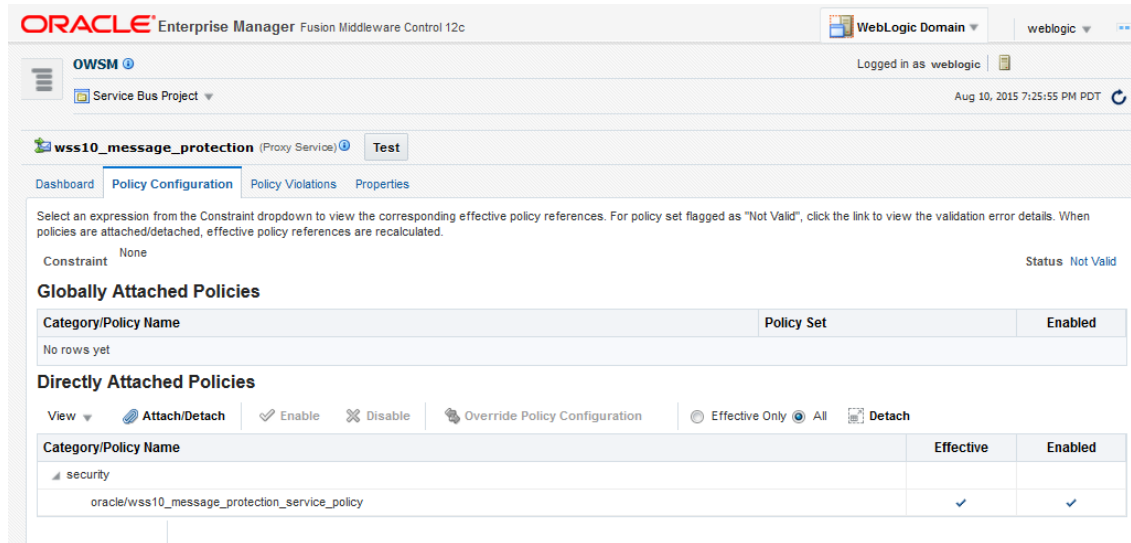 ORACLE Enterprise Manager Fusion Middleware Control 12c WebLogic Domain weblogic
OWSM Logged in as weblogic
Service Bus Project Aug 10, 2015 7:25:55 PM PDT
wss10_message_protection (Proxy Service) Test
Dashboard Policy Configuration Policy Violations Properties
Select an expression from the Constraint dropdown to view the corresponding effective policy references. For policy set flagged as "Not Valid", click the link to view the validation error details. When
policies are attached/detached, effective policy references are recalculated.
Constraint None Status Not Valid
Globally Attached Policies
Category/Policy Name Policy Set Enabled
No rows yet
Directly Attached Policies
View Attach/Detach Enable Disable Override Policy Configuration Effective Only All Detach
Category/Policy Name Effective Enabled
security
oracle/wss10_message_protection_service_policy